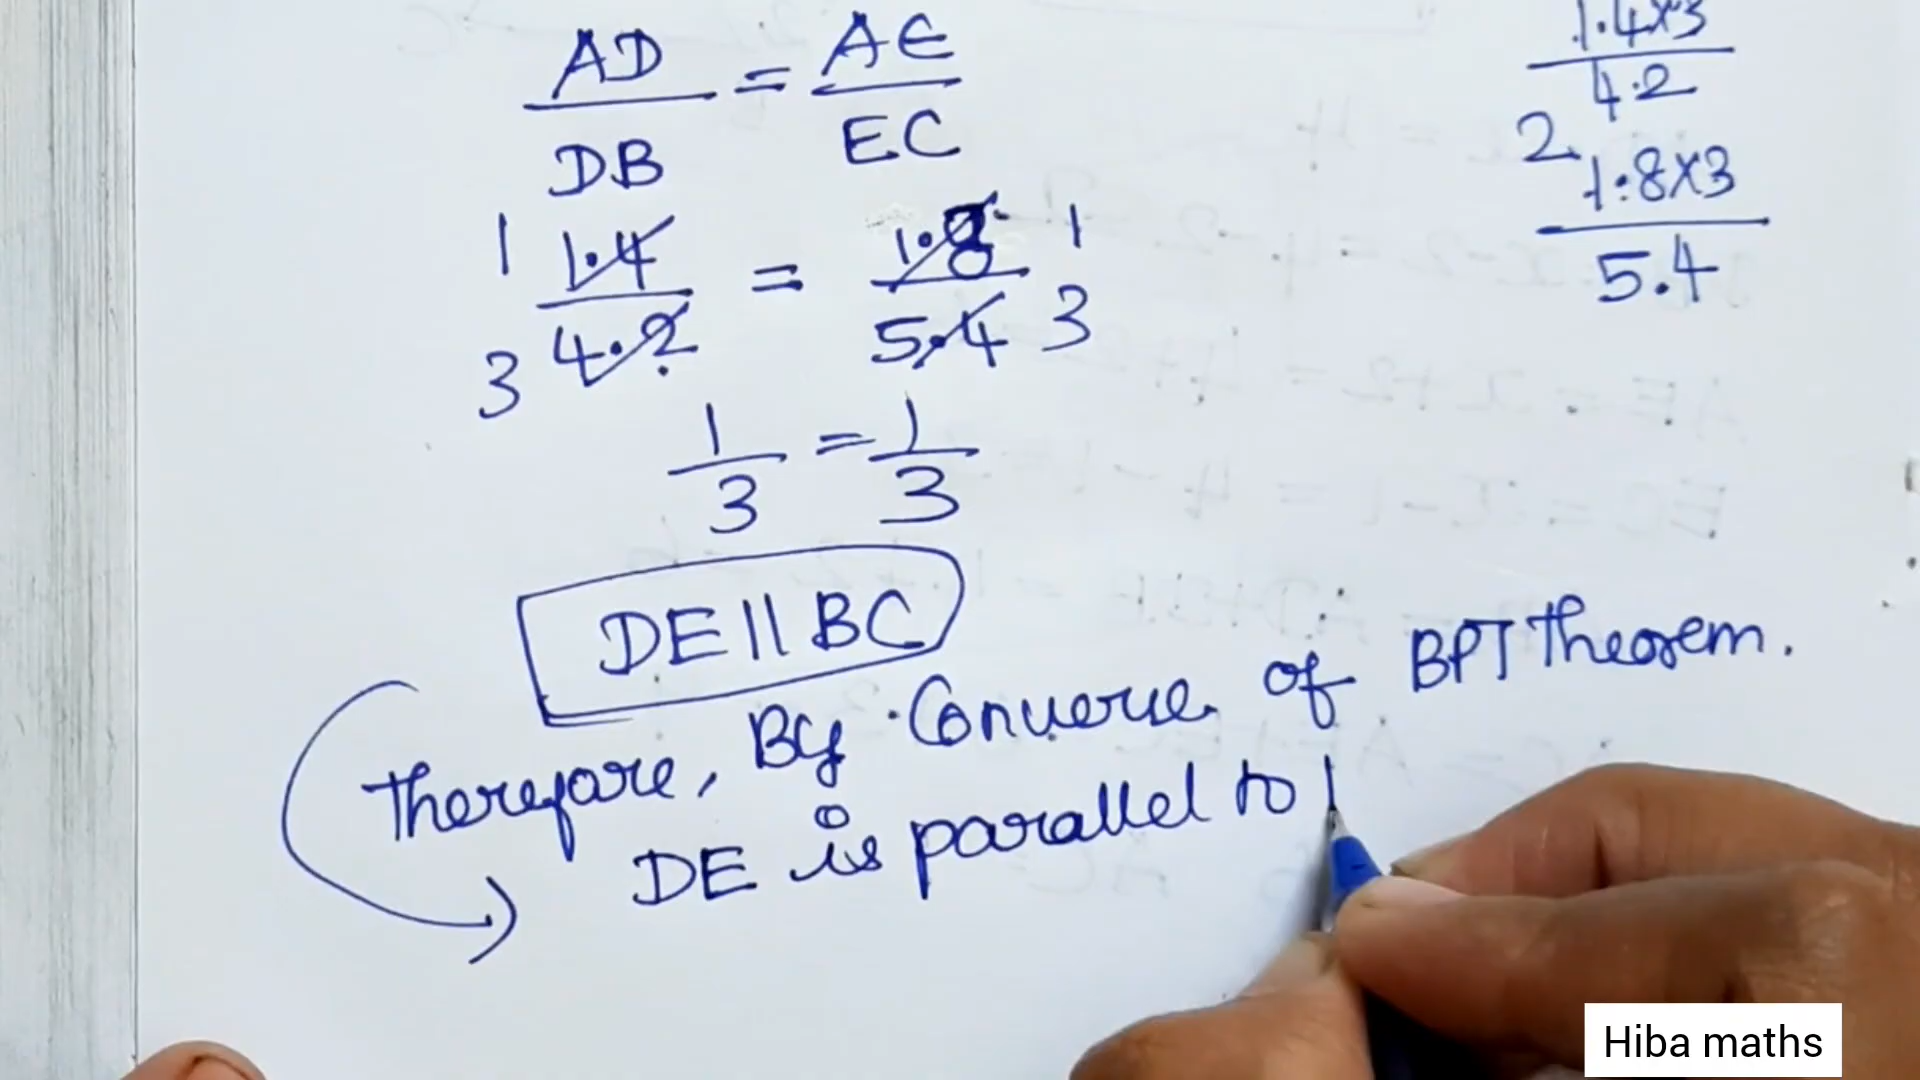 AD/DB = AE/EC
1 1.4/4.2 3 = 1.8/5.4 1 3
1/3 = 1/3
DE || BC
Therefore, By Converse of BPT Theorem.
DE is parallel to
1.4×3
4.2
2
1.8×3
5.4
Hiba maths